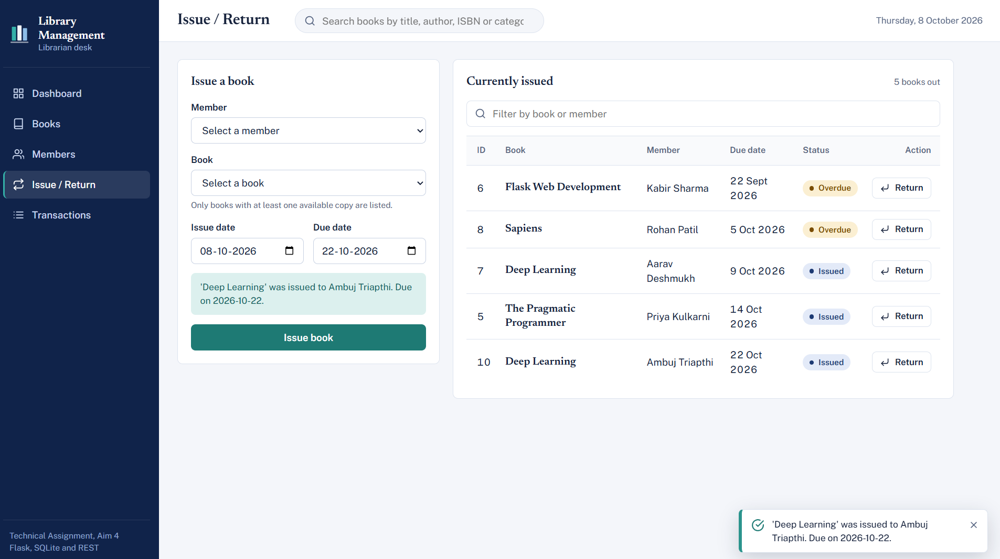 Library
Management
Librarian desk
Dashboard
Books
Members
Issue / Return
Transactions
Technical Assignment, Aim 4
Flask, SQLite and REST
Issue / Return
Search books by title, author, ISBN or catego
Thursday, 8 October 2026
Issue a book
Member
Select a member
Book
Select a book
Only books with at least one available copy are listed.
Issue date Due date
08-10-2026 22-10-2026
'Deep Learning' was issued to Ambuj Triapthi. Due
on 2026-10-22.
Issue book
Currently issued 5 books out
Filter by book or member
ID Book Member Due date Status Action
6 Flask Web Development Kabir Sharma 22 Sept
2026 Overdue Return
8 Sapiens Rohan Patil 5 Oct 2026 Overdue Return
7 Deep Learning Aarav
Deshmukh 9 Oct 2026 Issued Return
5 The Pragmatic
Programmer Priya Kulkarni 14 Oct
2026 Issued Return
10 Deep Learning Ambuj Triapthi 22 Oct
2026 Issued Return
'Deep Learning' was issued to Ambuj
Triapthi. Due on 2026-10-22.